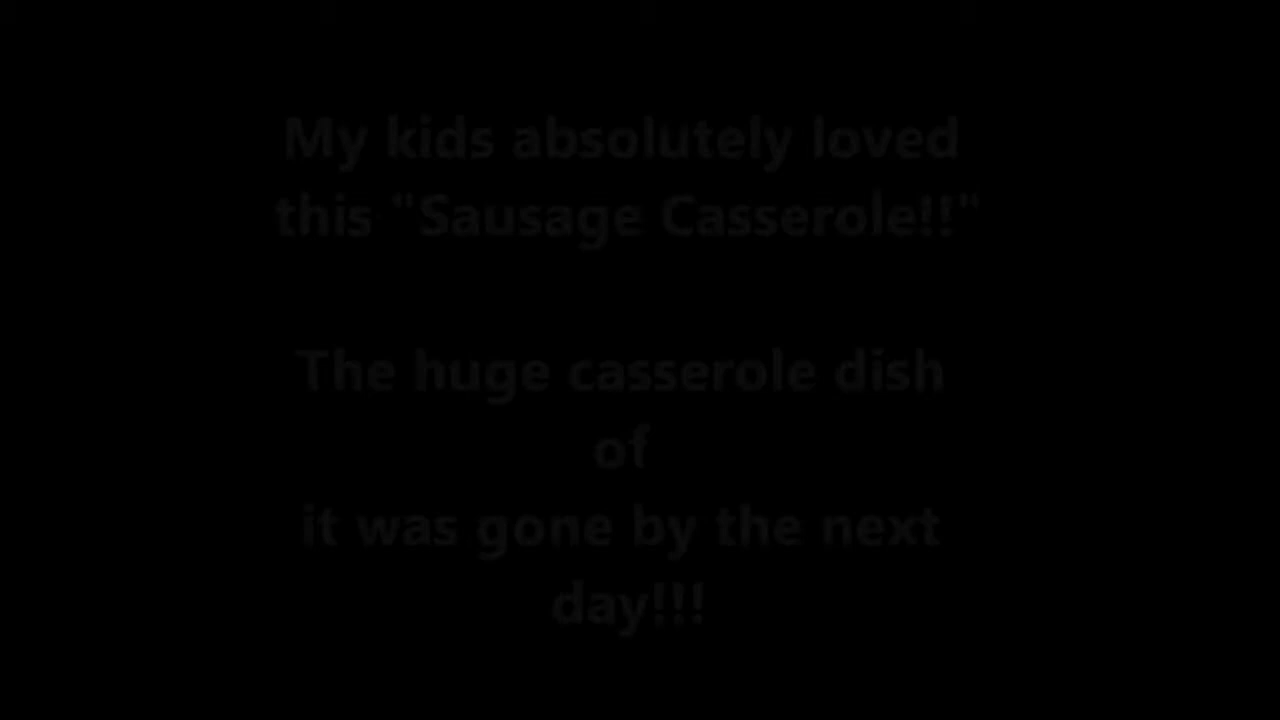 My kids absolutely loved
this "Sausage Casserole!!"
The huge casserole dish
of
it was gone by the next
day!!!